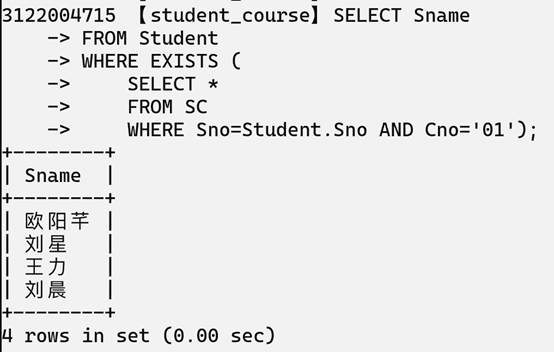 3122004715 【student_course】SELECT Sname
    -> FROM Student
    -> WHERE EXISTS (
    ->     SELECT *
    ->     FROM SC
    ->     WHERE Sno=Student.Sno AND Cno='01');
+--------+
| Sname  |
+--------+
| 欧阳芊 |
| 刘星   |
| 王力   |
| 刘晨   |
+--------+
4 rows in set (0.00 sec)